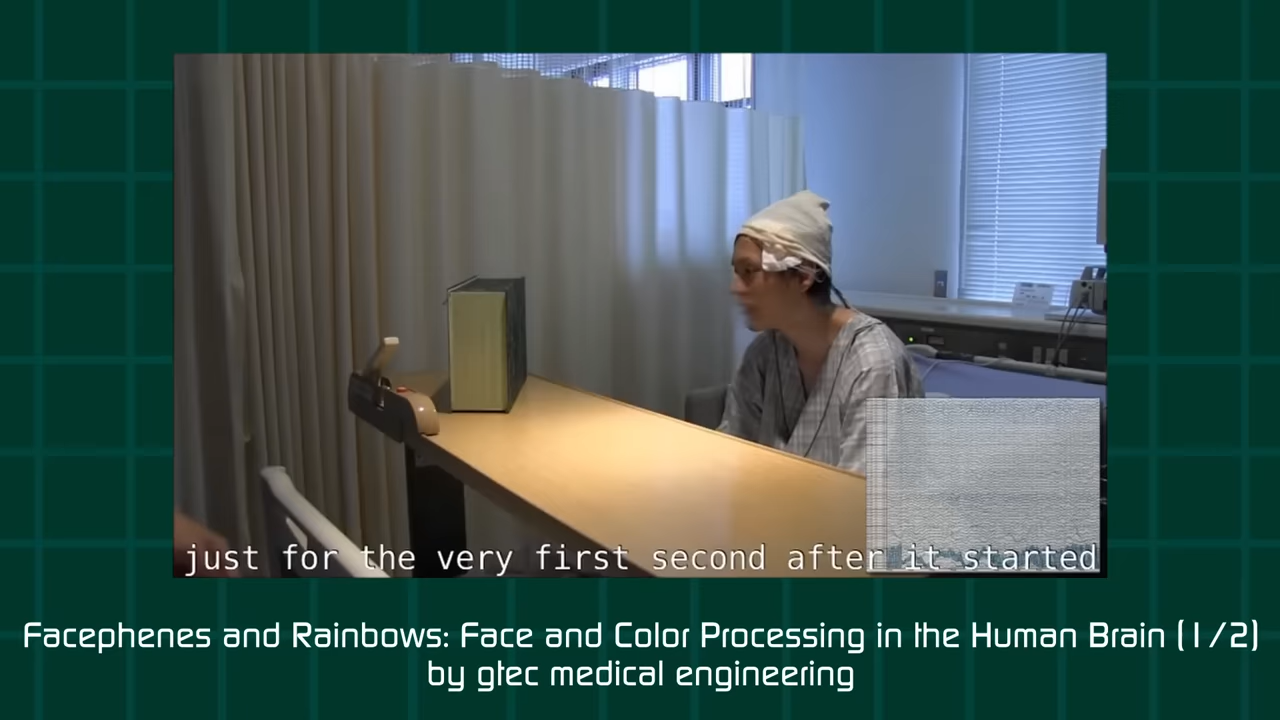 just for the very first second after it started
Facephenes and Rainbows: Face and Color Processing in the Human Brain (1/2)
by gtec medical engineering